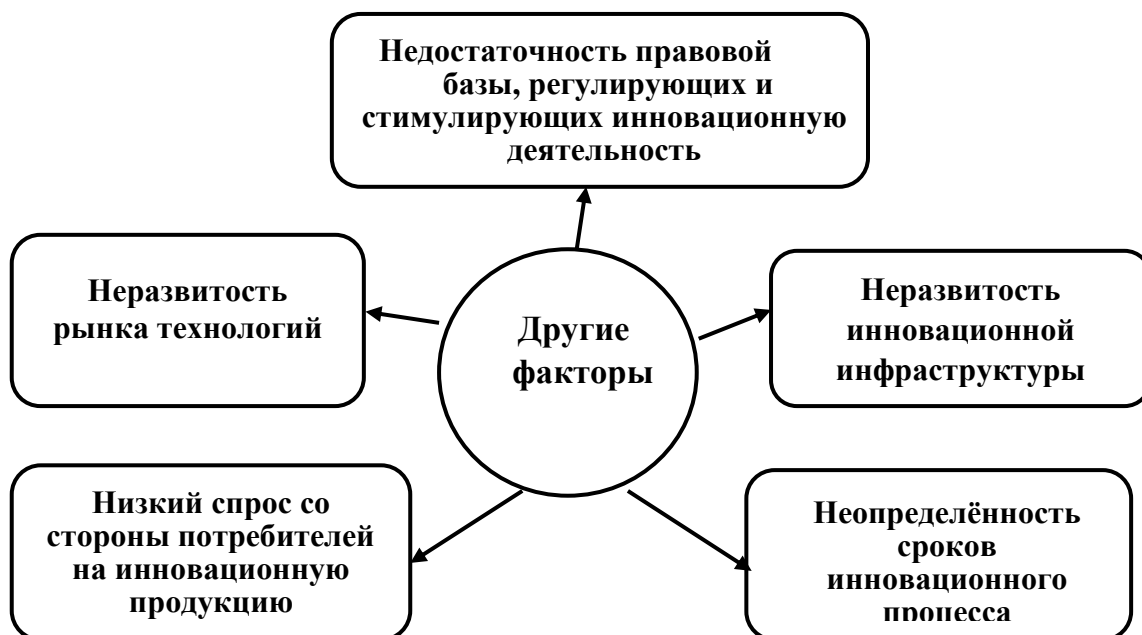 Недостаточность правовой
базы, регулирующих и
стимулирующих инновационную
деятельность
Неразвитость
рынка технологий
Другие
факторы
Неразвитость
инновационной
инфраструктуры
Низкий спрос со
стороны потребителей
на инновационную
продукцию
Неопределённость
сроков
инновационного
процесса